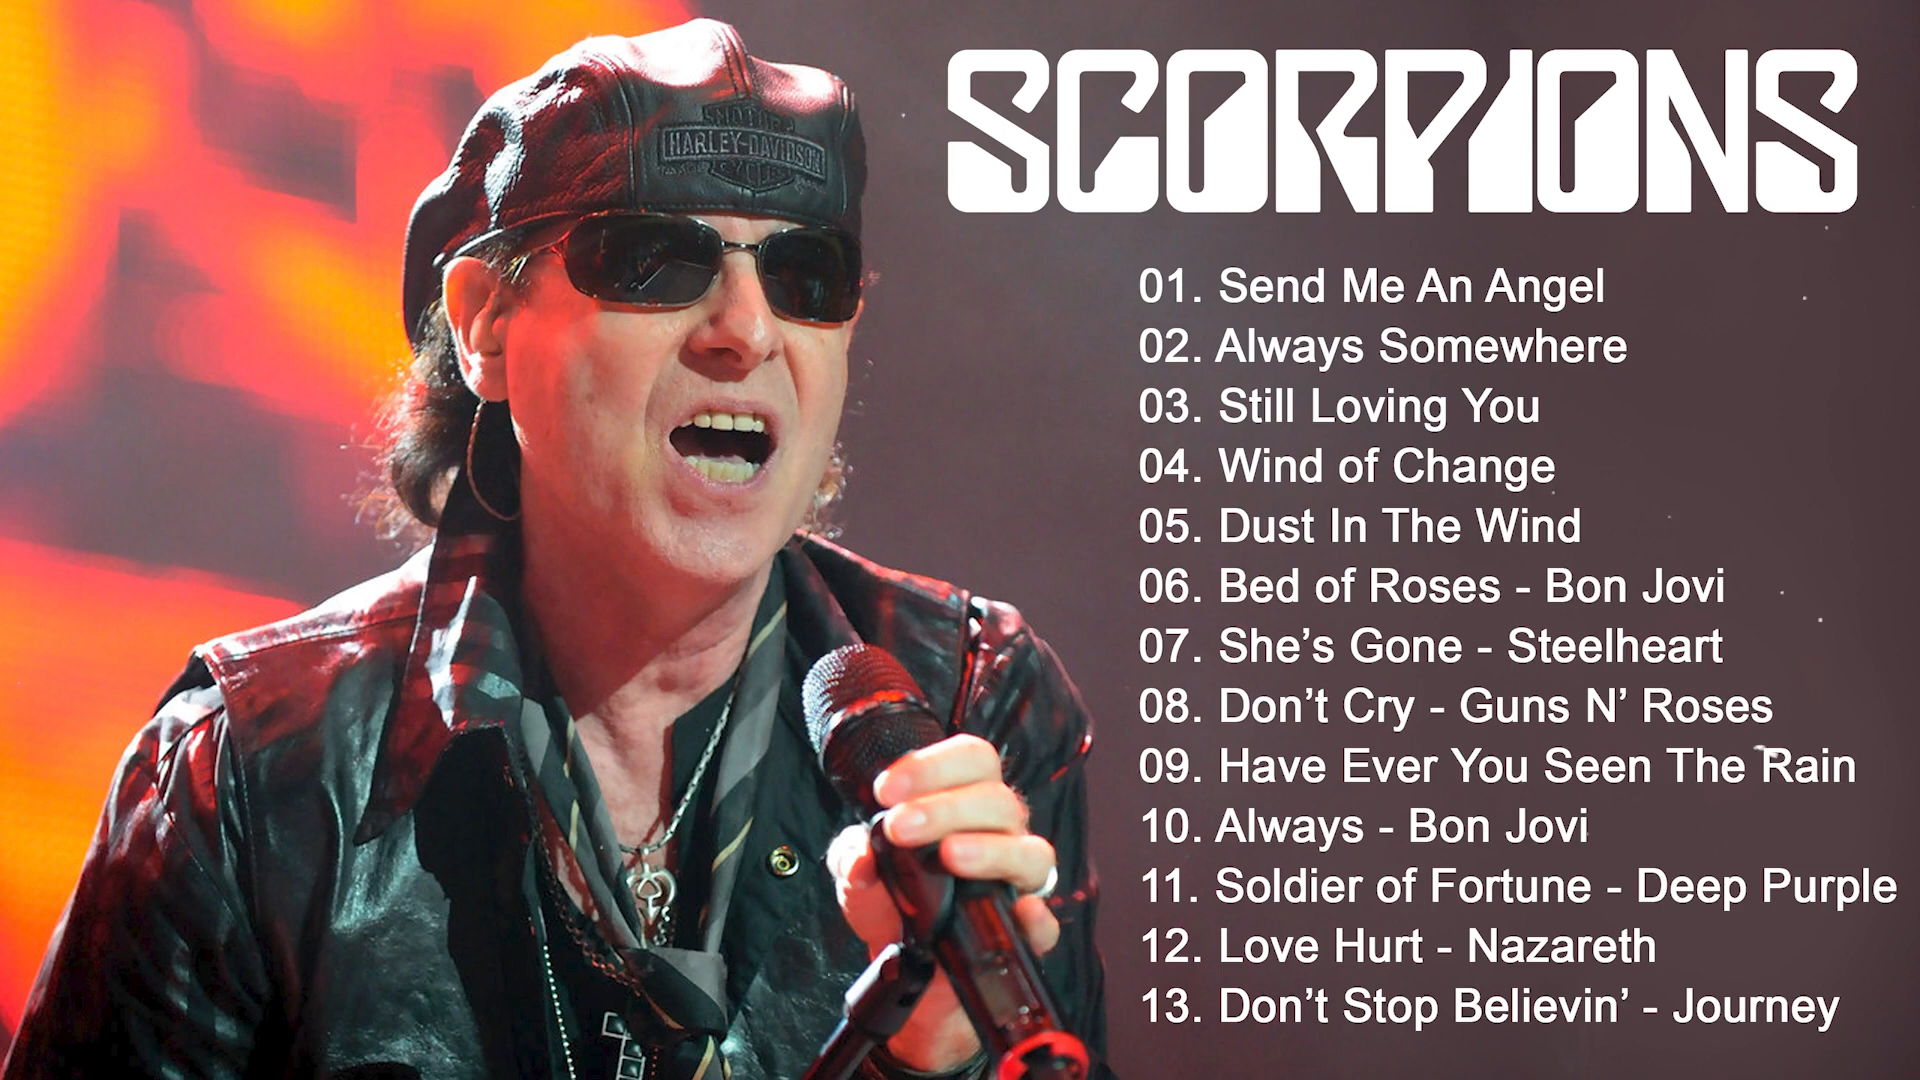 MOTOR
HARLEY-DAVIDSON
CYCLES
SCORPIONS
01. Send Me An Angel
02. Always Somewhere
03. Still Loving You
04. Wind of Change
05. Dust In The Wind
06. Bed of Roses - Bon Jovi
07. She’s Gone - Steelheart
08. Don’t Cry - Guns N’ Roses
09. Have Ever You Seen The Rain
10. Always - Bon Jovi
11. Soldier of Fortune - Deep Purple
12. Love Hurt - Nazareth
13. Don’t Stop Believin’ - Journey